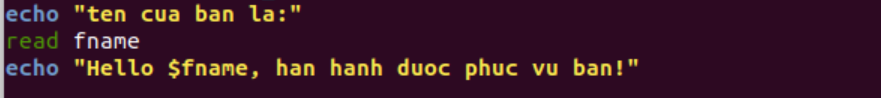 echo "ten cua ban la:"
read fname
echo "Hello $fname, han hanh duoc phuc vu ban!"